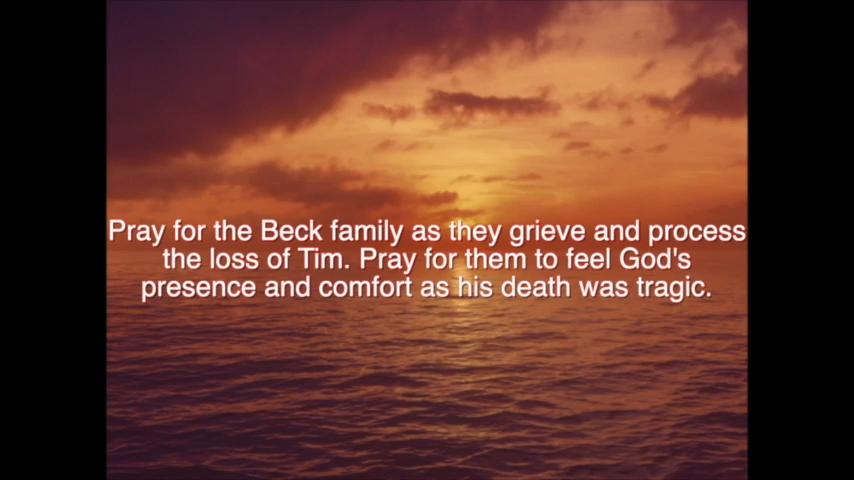 Pray for the Beck family as they grieve and process
the loss of Tim. Pray for them to feel God's
presence and comfort as his death was tragic.